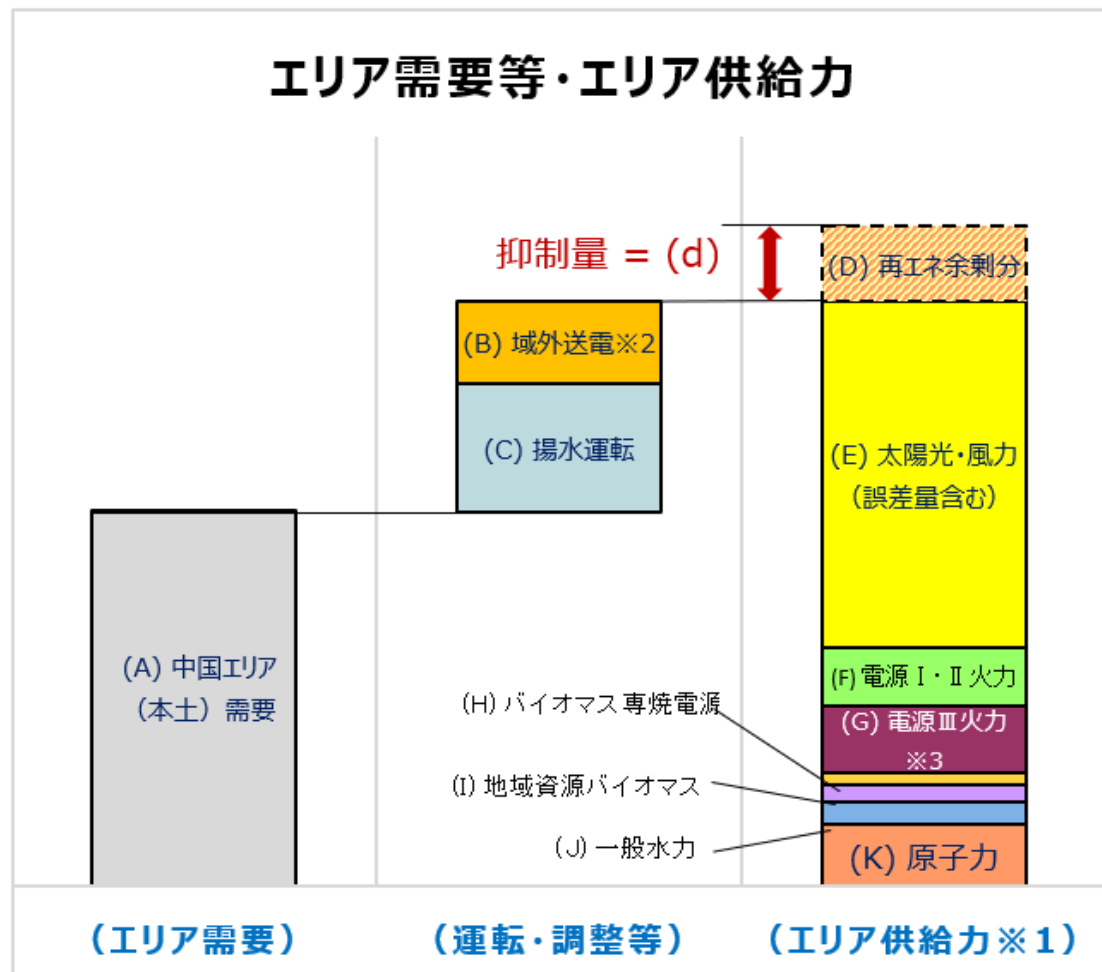 エリア需要等・エリア供給力
抑制量 = (d)
(D) 再エネ余剰分
(B) 域外送電※2
(C) 揚水運転
(E) 太陽光・風力
（誤差量含む）
(A) 中国エリア
（本土）需要
(F) 電源Ⅰ・Ⅱ火力
(G) 電源Ⅲ火力
※3
(H) バイオマス専焼電源
(I) 地域資源バイオマス
(J) 一般水力
(K) 原子力
（エリア需要）
（運転・調整等）
（エリア供給力※1）